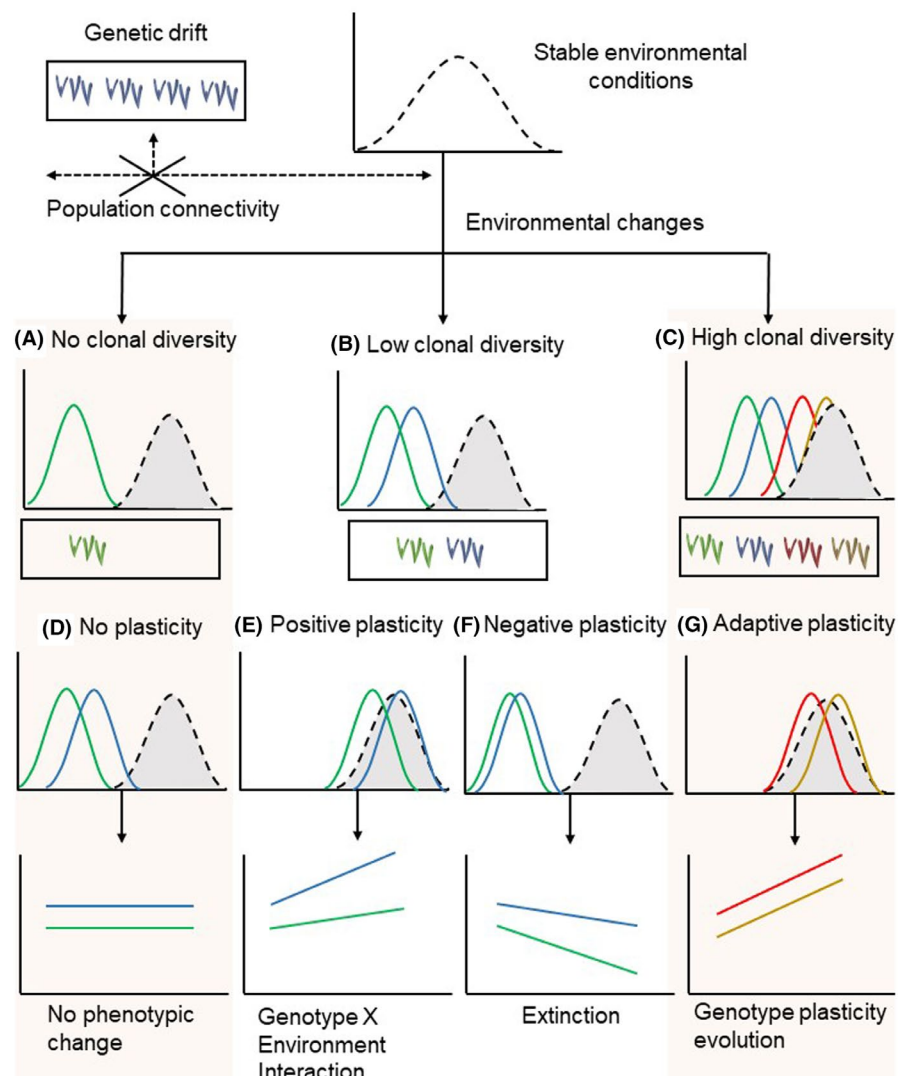 Genetic drift
Stable environmental
conditions
Population connectivity
Environmental changes
(A) No clonal diversity
(B) Low clonal diversity
(C) High clonal diversity
(D) No plasticity
(E) Positive plasticity
(F) Negative plasticity
(G) Adaptive plasticity
No phenotypic
change
Genotype X
Environment
Interaction
Extinction
Genotype plasticity
evolution